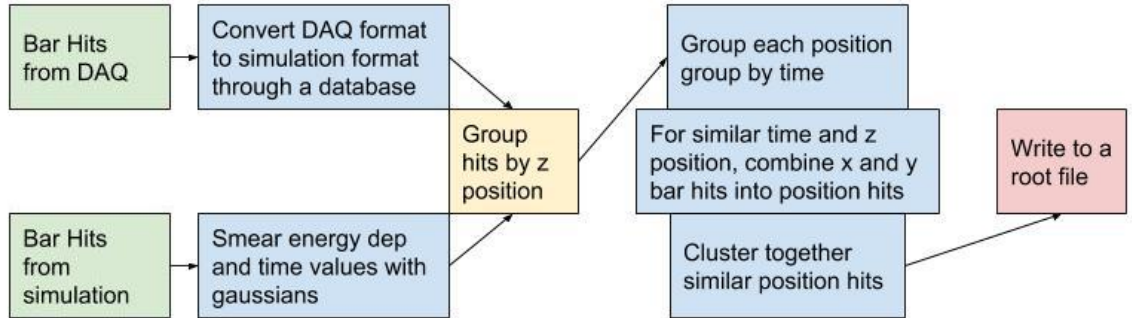 Bar Hits
from DAQ
Convert DAQ format
to simulation format
through a database
Group
hits by z
position
Bar Hits
from
simulation
Smear energy dep
and time values with
gaussians
Group each position
group by time
For similar time and z
position, combine x and y
bar hits into position hits
Cluster together
similar position hits
Write to a
root file